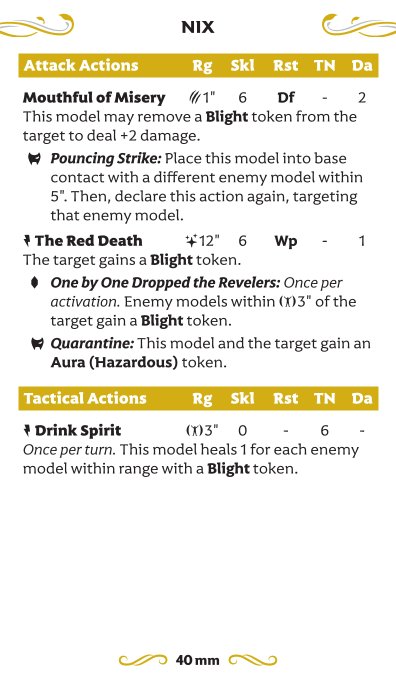 NIX
Attack Actions Rg Skl Rst TN Da
Mouthful of Misery 1" 6 Df - 2
This model may remove a Blight token from the
target to deal +2 damage.
Pouncing Strike: Place this model into base
contact with a different enemy model within
5". Then, declare this action again, targeting
that enemy model.
The Red Death 12" 6 Wp - 1
The target gains a Blight token.
One by One Dropped the Revelers: Once per
activation. Enemy models within 3" of the
target gain a Blight token.
Quarantine: This model and the target gain an
Aura (Hazardous) token.
Tactical Actions Rg Skl Rst TN Da
Drink Spirit 3" 0 - 6 -
Once per turn. This model heals 1 for each enemy
model within range with a Blight token.
40 mm